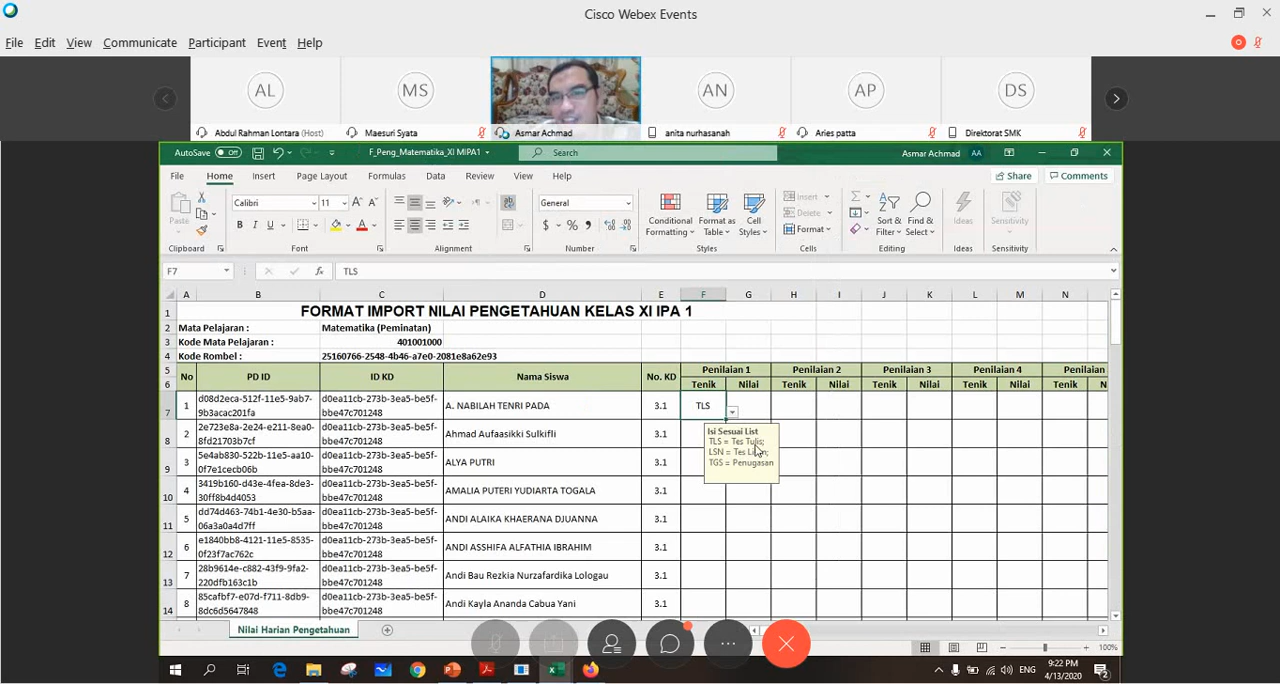 Cisco Webex Events
File Edit View Communicate Participant Event Help
AL MS AN AP DS
Abdul Rahman Lontara (Host) Maesuri Syata Asmar Achmad anita nurhasanah Aries patta Direktorat SMK
AutoSave Off F_Peng_Matematika_XI MIPA1 Search Asmar Achmad AA
File Home Insert Page Layout Formulas Data Review View Help Share Comments
Calibri 11 General Insert
Paste Conditional Formatting Format as Table Cell Styles Delete Sort & Filter Find & Select Ideas Sensitivity
Format
Clipboard Font Alignment Number Styles Cells Editing Ideas Sensitivity
F7 fx TLS
A B C D E F G H I J K L M N
1 FORMAT IMPORT NILAI PENGETAHUAN KELAS XI IPA 1
2 Mata Pelajaran : Matematika (Peminatan)
3 Kode Mata Pelajaran : 401001000
4 Kode Rombel : 25160766-2548-4b46-a7e0-2081e8a62e93
5 No PD ID ID KD Nama Siswa No. KD Penilaian 1 Penilaian 2 Penilaian 3 Penilaian 4 Penilaian
6 Tenik Nilai Tenik Nilai Tenik Nilai Tenik Nilai Tenik N
7 1 d08d2eca-512f-11e5-9ab7-9b3acac201fa d0ea11cb-273b-3ea5-be5f-bbe47c701248 A. NABILAH TENRI PADA 3.1 TLS
8 2 2e723e8a-2e24-e211-8ea0-8fd21703b7cf d0ea11cb-273b-3ea5-be5f-bbe47c701248 Ahmad Aufaasikki Sulkifli 3.1
9 3 5e4ab830-522b-11e5-aa10-0f7e1cecb06b d0ea11cb-273b-3ea5-be5f-bbe47c701248 ALYA PUTRI 3.1
10 4 3419b160-d43e-4fea-8de3-30ff8b4d4053 d0ea11cb-273b-3ea5-be5f-bbe47c701248 AMALIA PUTERI YUDIARTA TOGALA 3.1
11 5 dd74d463-74b1-4e30-b5aa-06a3a0a4d7ff d0ea11cb-273b-3ea5-be5f-bbe47c701248 ANDI ALAIKA KHAERANA DJUANNA 3.1
12 6 e1840bb8-4121-11e5-8535-0f23f7ac762c d0ea11cb-273b-3ea5-be5f-bbe47c701248 ANDI ASSHIFA ALFATHIA IBRAHIM 3.1
13 7 28b9614e-c882-43f9-9fa2-220dfb163c1b d0ea11cb-273b-3ea5-be5f-bbe47c701248 Andi Bau Rezkia Nurzafardika Lologau 3.1
14 8 85cafbf7-e07d-f711-8db9-8dc6d5647848 d0ea11cb-273b-3ea5-be5f-bbe47c701248 Andi Kayla Ananda Cabua Yani 3.1
Isi Sesuai List
TLS = Tes Tulis;
LSN = Tes
TGS = Penugasan
Nilai Harian Pengetahuan
100%
ENG 9:22 PM
4/13/2020 2